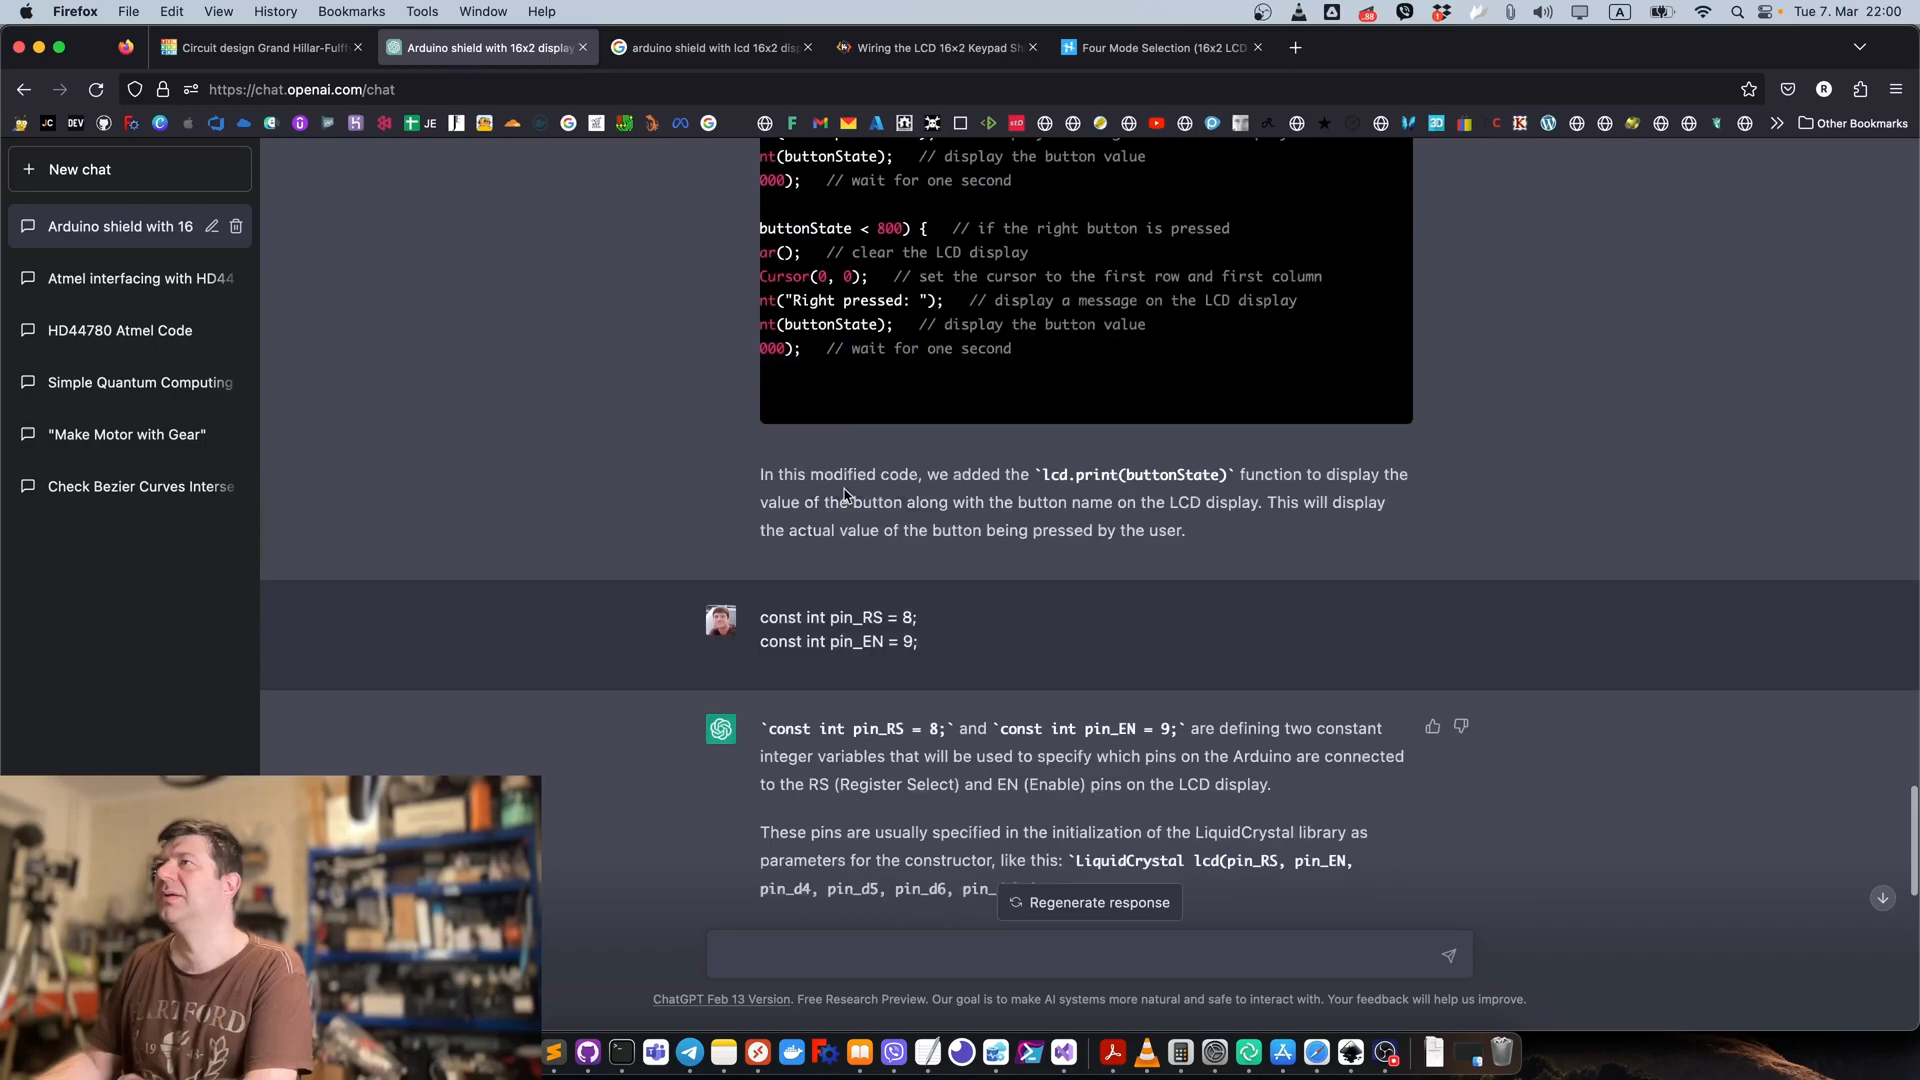 Firefox File Edit View History Bookmarks Tools Window Help Tue 7. Mar 22:00
Circuit design Grand Hillar-Fulff Arduino shield with 16x2 display arduino shield with lcd 16x2 disp Wiring the LCD 16×2 Keypad Sh Four Mode Selection (16x2 LCD
https://chat.openai.com/chat
JE Other Bookmarks
New chat
Arduino shield with 16
Atmel interfacing with HD44
HD44780 Atmel Code
Simple Quantum Computing
"Make Motor with Gear"
Check Bezier Curves Interse
nt(buttonState); // display the button value
000); // wait for one second
buttonState < 800) { // if the right button is pressed
ar(); // clear the LCD display
Cursor(0, 0); // set the cursor to the first row and first column
nt("Right pressed: "); // display a message on the LCD display
nt(buttonState); // display the button value
000); // wait for one second
In this modified code, we added the `lcd.print(buttonState)` function to display the
value of the button along with the button name on the LCD display. This will display
the actual value of the button being pressed by the user.
const int pin_RS = 8;
const int pin_EN = 9;
`const int pin_RS = 8;` and `const int pin_EN = 9;` are defining two constant
integer variables that will be used to specify which pins on the Arduino are connected
to the RS (Register Select) and EN (Enable) pins on the LCD display.
These pins are usually specified in the initialization of the LiquidCrystal library as
parameters for the constructor, like this: `LiquidCrystal lcd(pin_RS, pin_EN,
pin_d4, pin_d5, pin_d6, pin_
Regenerate response
ChatGPT Feb 13 Version. Free Research Preview. Our goal is to make AI systems more natural and safe to interact with. Your feedback will help us improve.